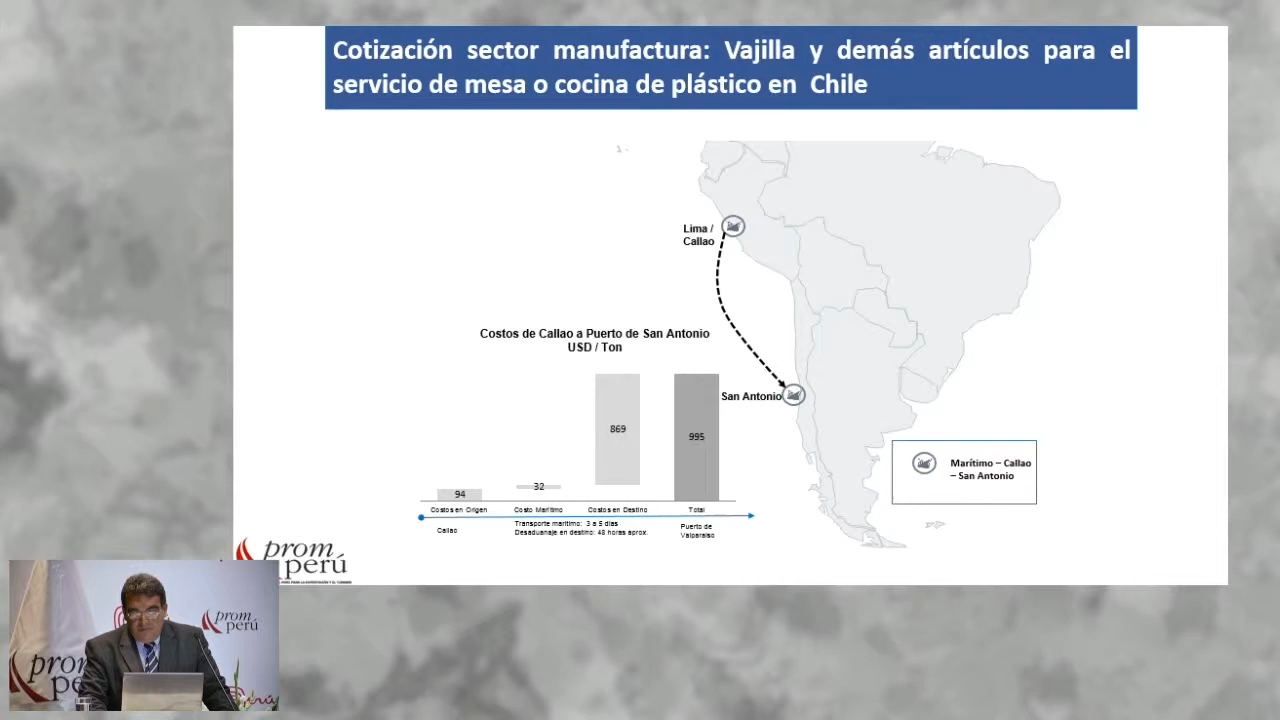 Cotización sector manufactura: Vajilla y demás artículos para el
servicio de mesa o cocina de plástico en Chile
1 -
Lima /
Callao
Costos de Callao a Puerto de San Antonio
USD / Ton
San Antonio
869
995
94
32
Marítimo – Callao
– San Antonio
Costos en Origen
Costo Marítimo
Costos en Destino
Total
Callao
Transporte marítimo: 3 a 5 días
Desaduanaje en destino: 48 horas aprox.
Puerto de
Valparaíso
prom
perú
prom
perú